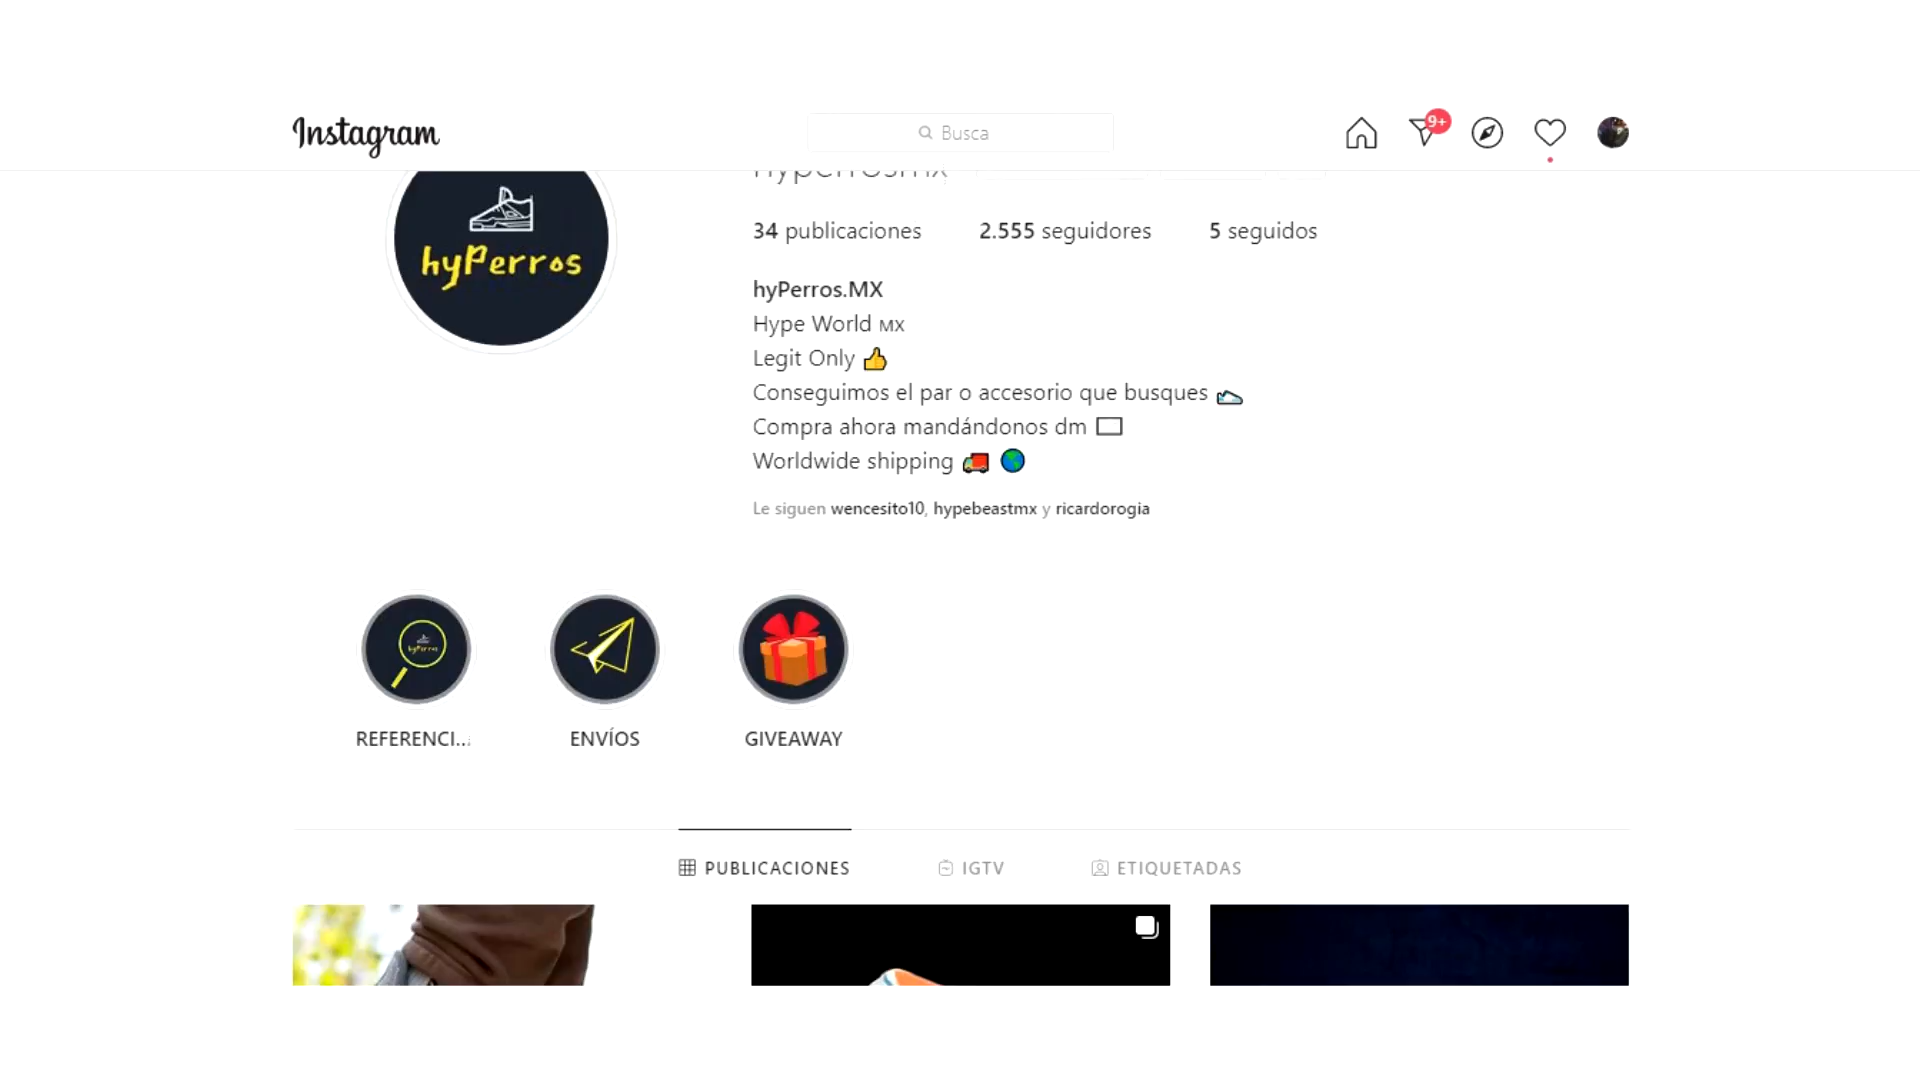 Instagram
Busca
9+
hyperrosmx
hyPerros
34 publicaciones 2.555 seguidores 5 seguidos
hyPerros.MX
Hype World MX
Legit Only 👍
Conseguimos el par o accesorio que busques 👟
Compra ahora mandándonos dm
Worldwide shipping 🚚 🌎
Le siguen wencesito10, hypebeastmx y ricardorogia
hyPerros
REFERENCI...
ENVÍOS
GIVEAWAY
PUBLICACIONES
IGTV
ETIQUETADAS